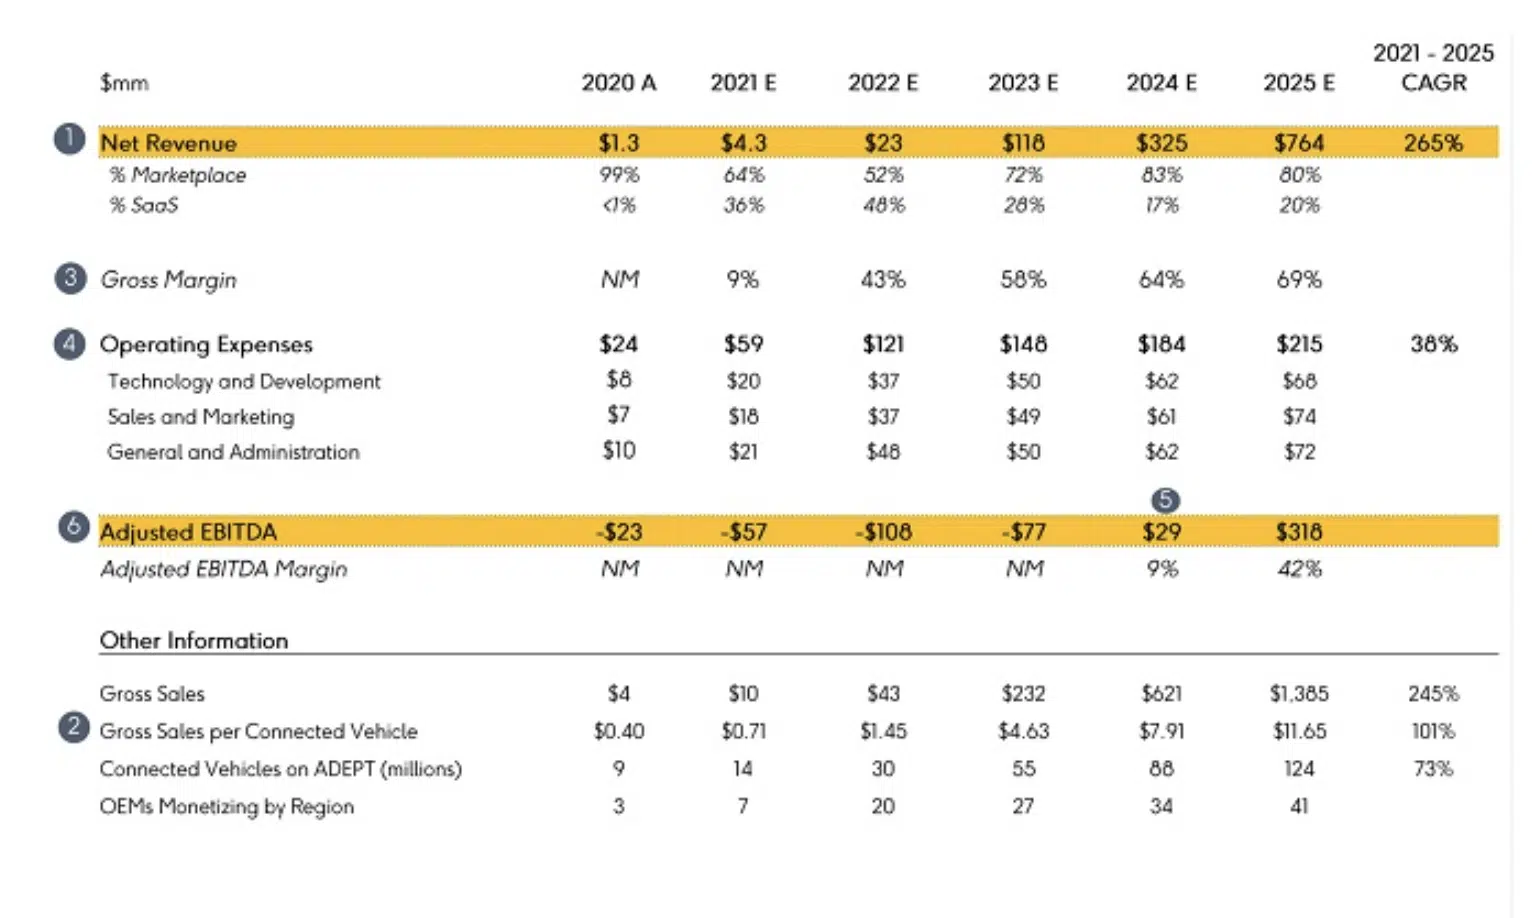 2021 - 2025
$mm 2020 A 2021 E 2022 E 2023 E 2024 E 2025 E CAGR
1 Net Revenue $1.3 $4.3 $23 $118 $325 $764 265%
% Marketplace 99% 64% 52% 72% 83% 80%
% SaaS <1% 36% 48% 28% 17% 20%
3 Gross Margin NM 9% 43% 58% 64% 69%
4 Operating Expenses $24 $59 $121 $148 $184 $215 38%
Technology and Development $8 $20 $37 $50 $62 $68
Sales and Marketing $7 $18 $37 $49 $61 $74
General and Administration $10 $21 $48 $50 $62 $72
5
6 Adjusted EBITDA -$23 -$57 -$108 -$77 $29 $318
Adjusted EBITDA Margin NM NM NM NM 9% 42%
Other Information
Gross Sales $4 $10 $43 $232 $621 $1,385 245%
2 Gross Sales per Connected Vehicle $0.40 $0.71 $1.45 $4.63 $7.91 $11.65 101%
Connected Vehicles on ADEPT (millions) 9 14 30 55 88 124 73%
OEMs Monetizing by Region 3 7 20 27 34 41